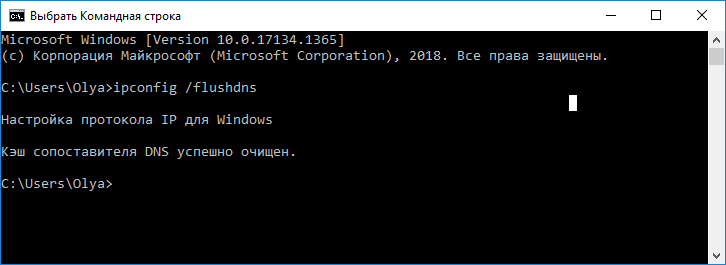 Выбрать Командная строка
Microsoft Windows [Version 10.0.17134.1365]
(c) Корпорация Майкрософт (Microsoft Corporation), 2018. Все права защищены.
C:\Users\Olya>ipconfig /flushdns
Настройка протокола IP для Windows
Кэш сопоставителя DNS успешно очищен.
C:\Users\Olya>